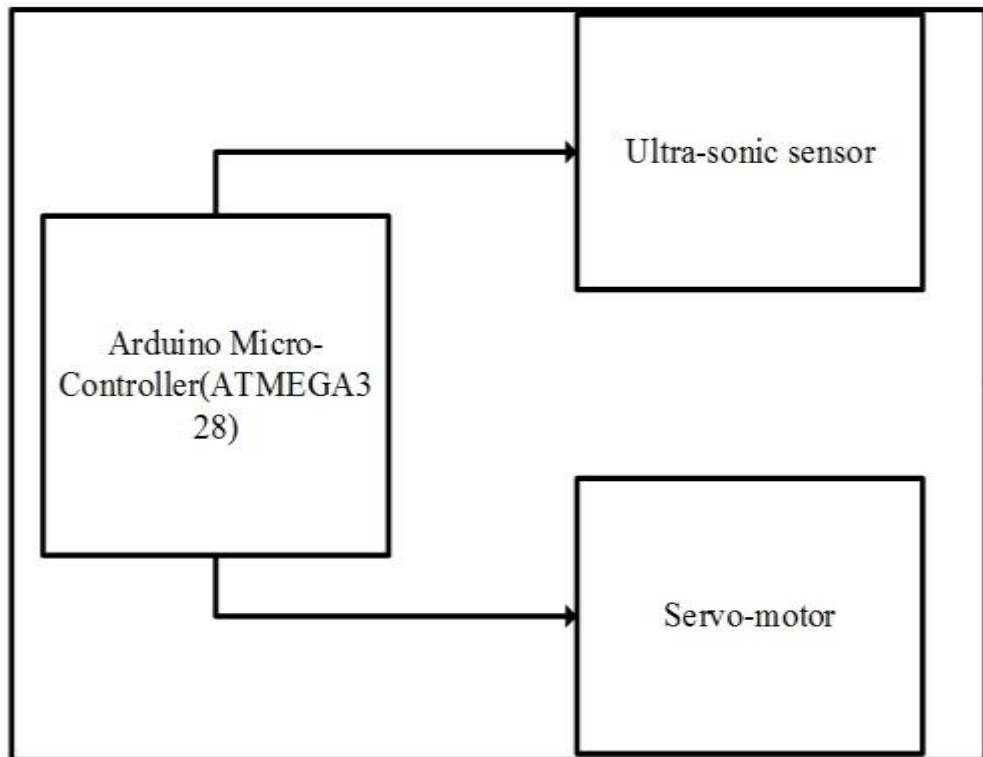 Ultra-sonic sensor
Arduino Micro-
Controller(ATMEGA3
28)
Servo-motor